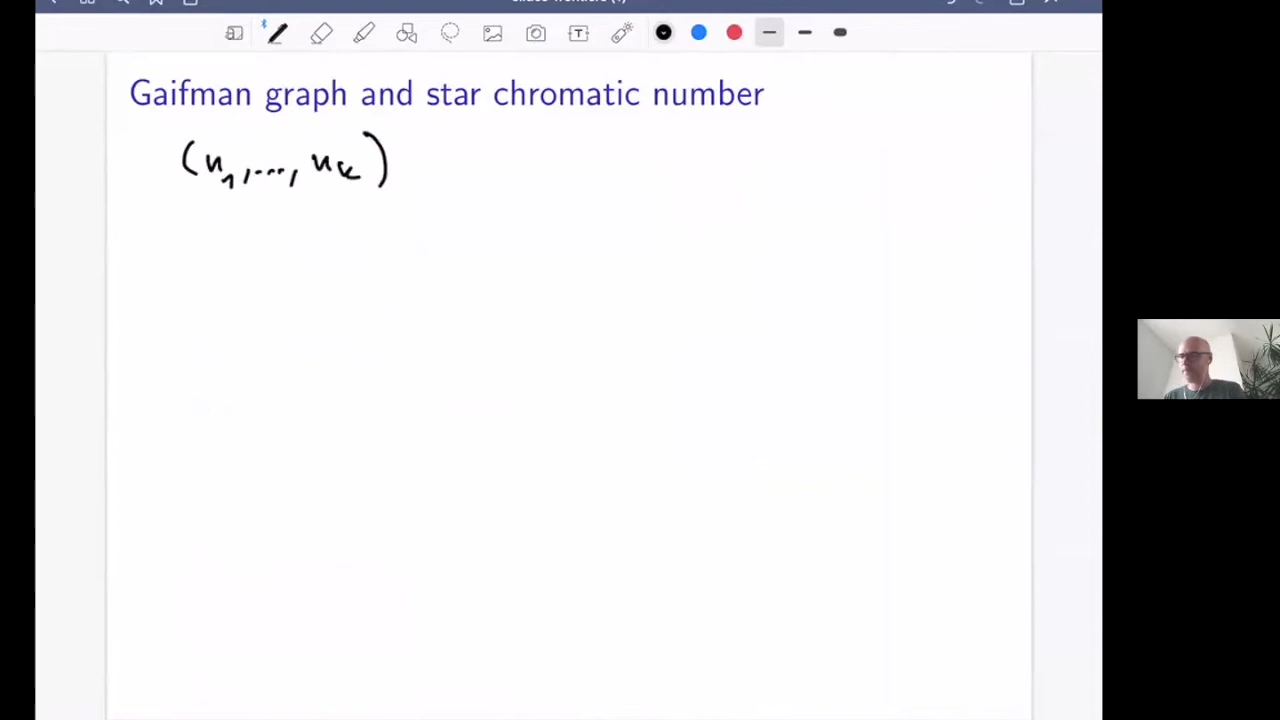 Gaifman graph and star chromatic number
(u₁,..., uₖ)